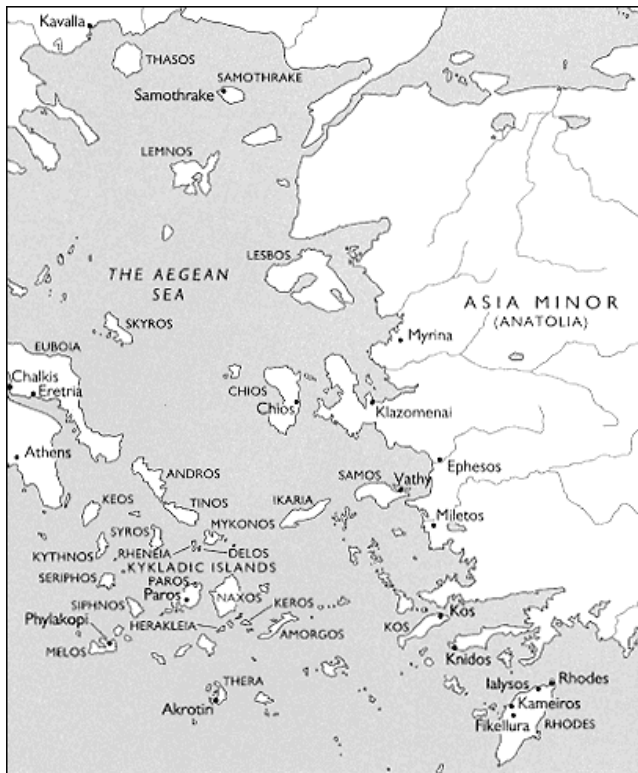 Kavalla
THASOS
SAMOTHRAKE
Samothrake
LEMNOS
LESBOS
THE AEGEAN
SEA
ASIA MINOR
(ANATOLIA)
SKYROS
Myrina
EUBOIA
Chalkis
Eretria
CHIOS
Chios
Klazomenai
Athens
Ephesos
ANDROS
SAMOS
Vathy
KEOS
TINOS
IKARIA
Miletos
SYROS
MYKONOS
KYTHNOS
RHENEIA
DELOS
KYKLADIC ISLANDS
SERIPHOS
PAROS
Paros
NAXOS
SIPHNOS
KEROS
Kos
Phylakopi
HERAKLEIA
AMORGOS
KOS
MELOS
Knidos
THERA
Ialysos
Rhodes
Akrotin
Kameiros
Fikellura
RHODES